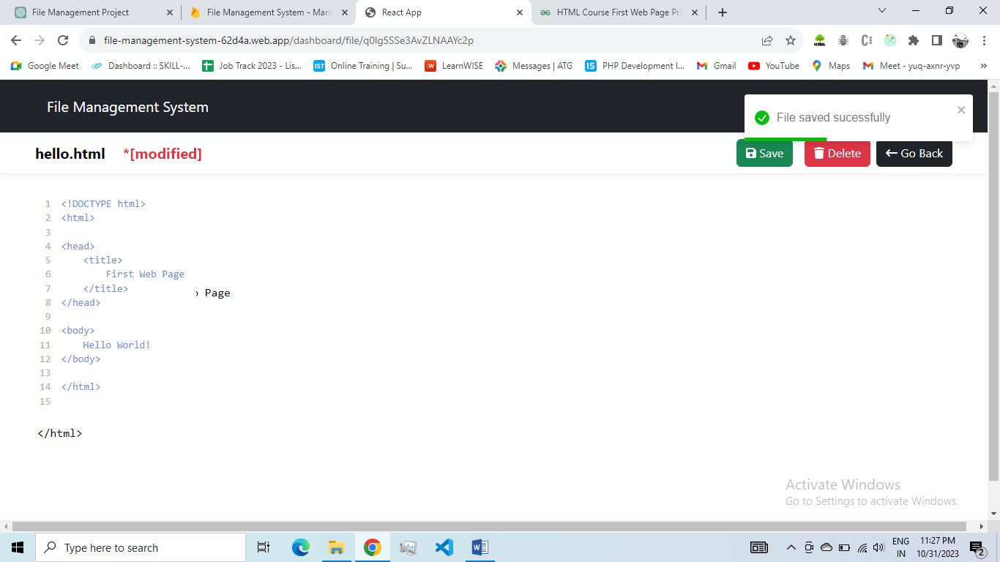 File Management Project
File Management System - Mana
React App
HTML Course First Web Page Pri
file-management-system-62d4a.web.app/dashboard/file/q0lg5SSe3AvZLNAAYc2p
Google Meet
Dashboard :: SKILL-...
Job Track 2023 - Lis...
Online Training | Su...
LearnWISE
Messages | ATG
PHP Development I...
Gmail
YouTube
Maps
Meet - yuq-axnr-yvp
File Management System
File saved sucessfully
hello.html *[modified]
Save
Delete
Go Back
1 <!DOCTYPE html>
2 <html>
3
4 <head>
5 <title>
6 First Web Page
7 </title>
Page
8 </head>
9
10 <body>
11 Hello World!
12 </body>
13
14 </html>
15
</html>
Activate Windows
Go to Settings to activate Windows.
Type here to search
ENG
IN
11:27 PM
10/31/2023
2